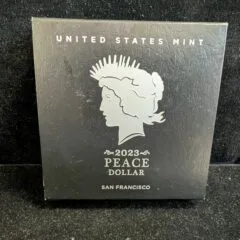 UNITED STATES MINT
2023
PEACE
DOLLAR
SAN FRANCISCO